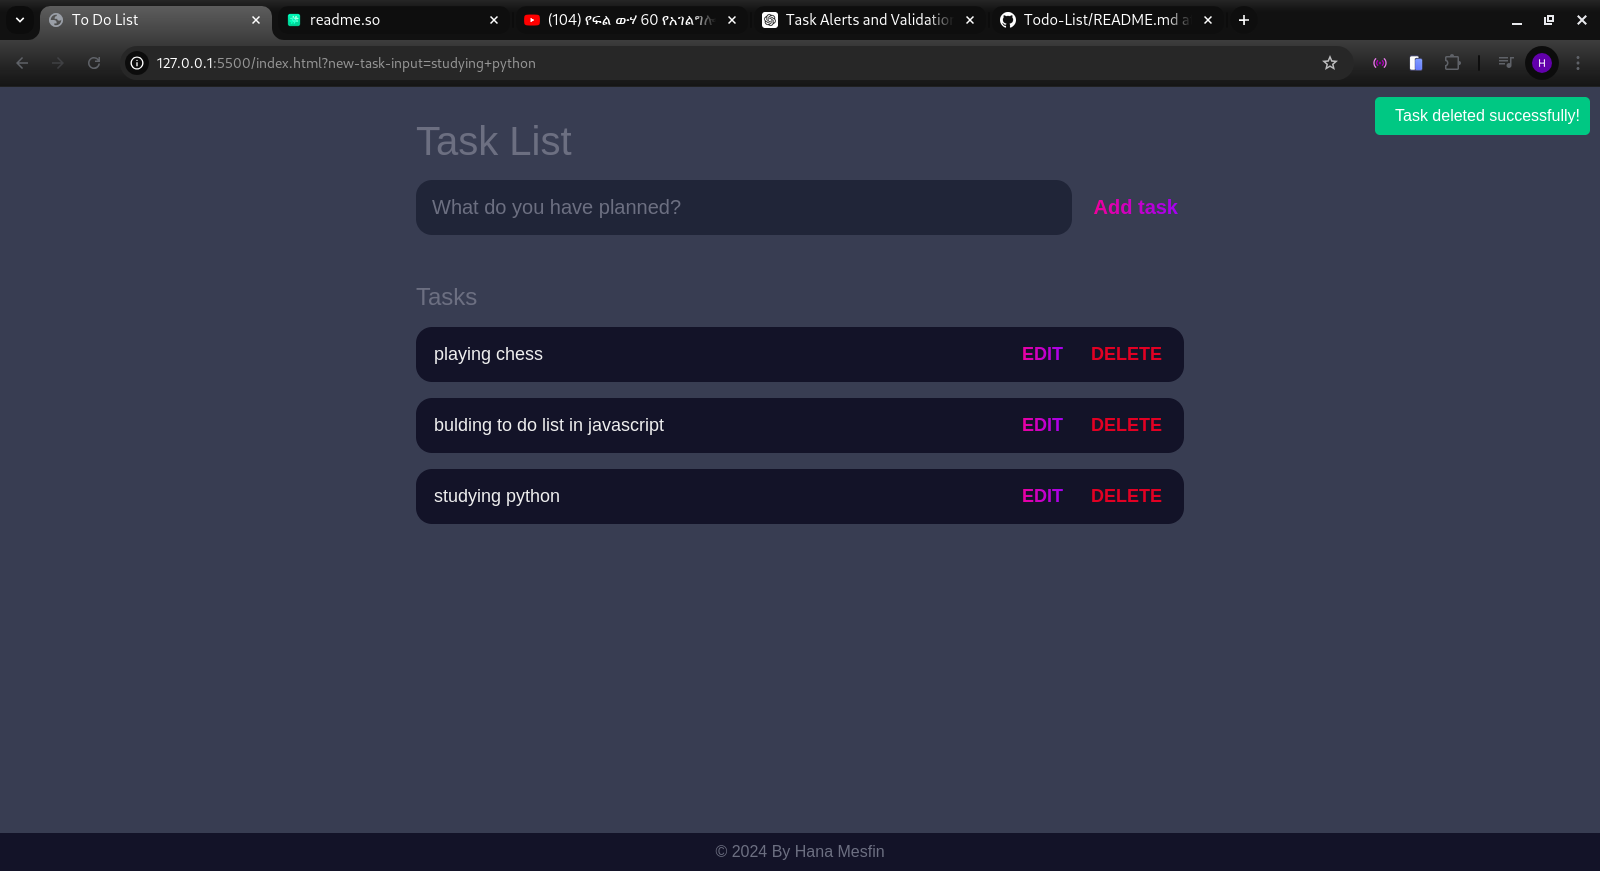 To Do List
readme.so
(104) የፍል ውሃ 60 የአገልግሎ
Task Alerts and Validation
Todo-List/README.md a
127.0.0.1:5500/index.html?new-task-input=studying+python
H
Task deleted successfully!
Task List
What do you have planned?
Add task
Tasks
playing chess
EDIT
DELETE
bulding to do list in javascript
EDIT
DELETE
studying python
EDIT
DELETE
© 2024 By Hana Mesfin